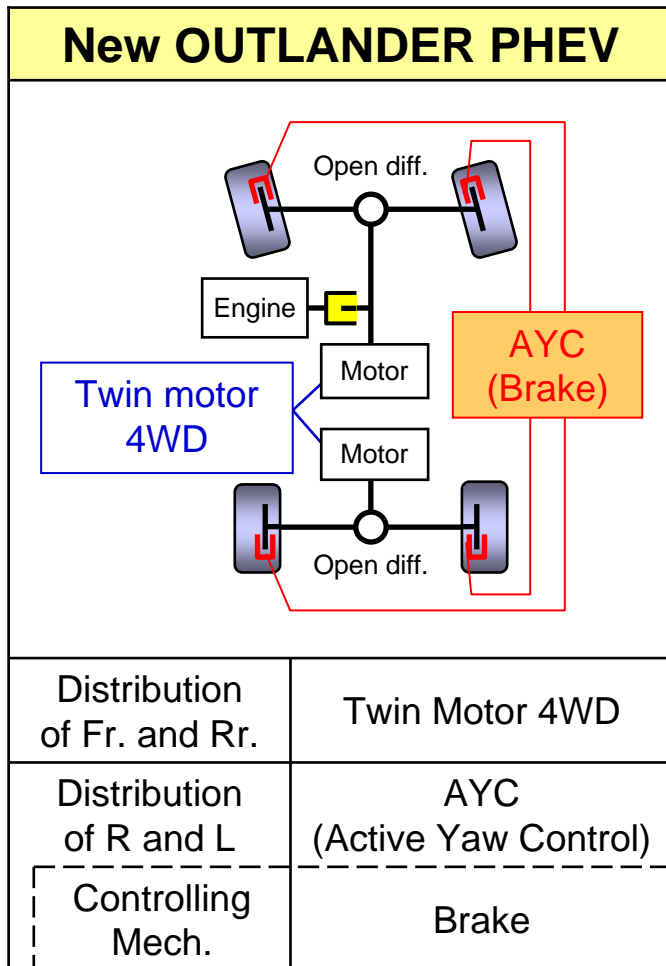 New OUTLANDER PHEV
Open diff.
Engine
Motor
AYC
(Brake)
Twin motor
4WD
Motor
Open diff.
Distribution
of Fr. and Rr.
Twin Motor 4WD
Distribution
of R and L
AYC
(Active Yaw Control)
Controlling
Mech.
Brake